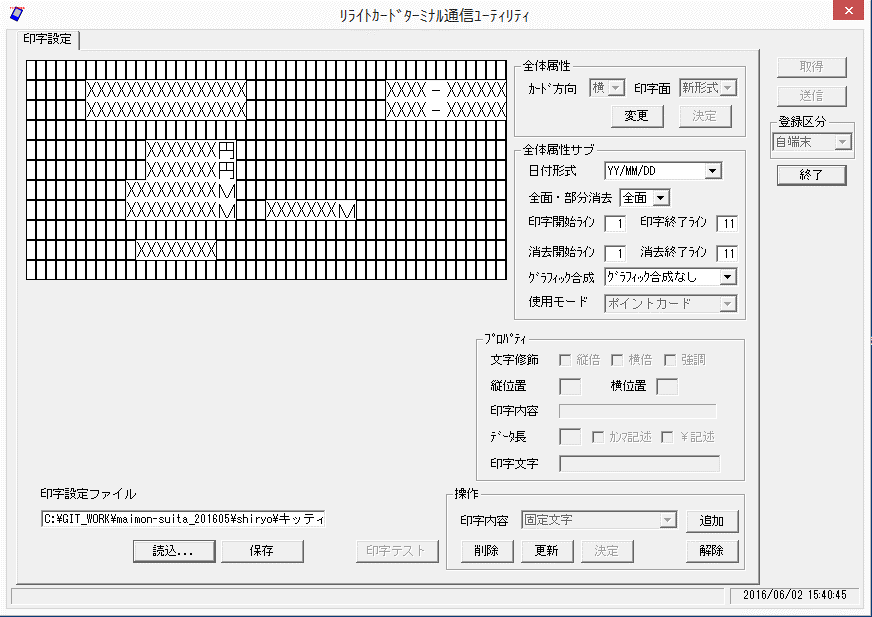 リライトカードターミナル通信ユーティリティ
印字設定
XXXXXXXXXXXXXXXX XXXX-XXXXXX
XXXXXXXXXXXXXXXX XXXX-XXXXXX
XXXXXXX円
XXXXXXX円
XXXXXXXXXM
XXXXXXXXXM XXXXXXXM
XXXXXXXX
全体属性
カード方向 横 印字面 新形式
変更 決定
全体属性サブ
日付形式 YY/MM/DD
全面・部分消去 全面
印字開始ライン 1 印字終了ライン 11
消去開始ライン 1 消去終了ライン 11
グラフィック合成 グラフィック合成なし
使用モード ポイントカード
プロパティ
文字修飾 縦倍 横倍 強調
縦位置 横位置
印字内容
データ長 カンマ記述 ¥記述
印字文字
取得
送信
登録区分
自端末
終了
印字設定ファイル
C:¥GIT_WORK¥maimon-suita_201605¥shiryo¥キッティ
読込... 保存 印字テスト
操作
印字内容 固定文字 追加
削除 更新 決定 解除
2016/06/02 15:40:45